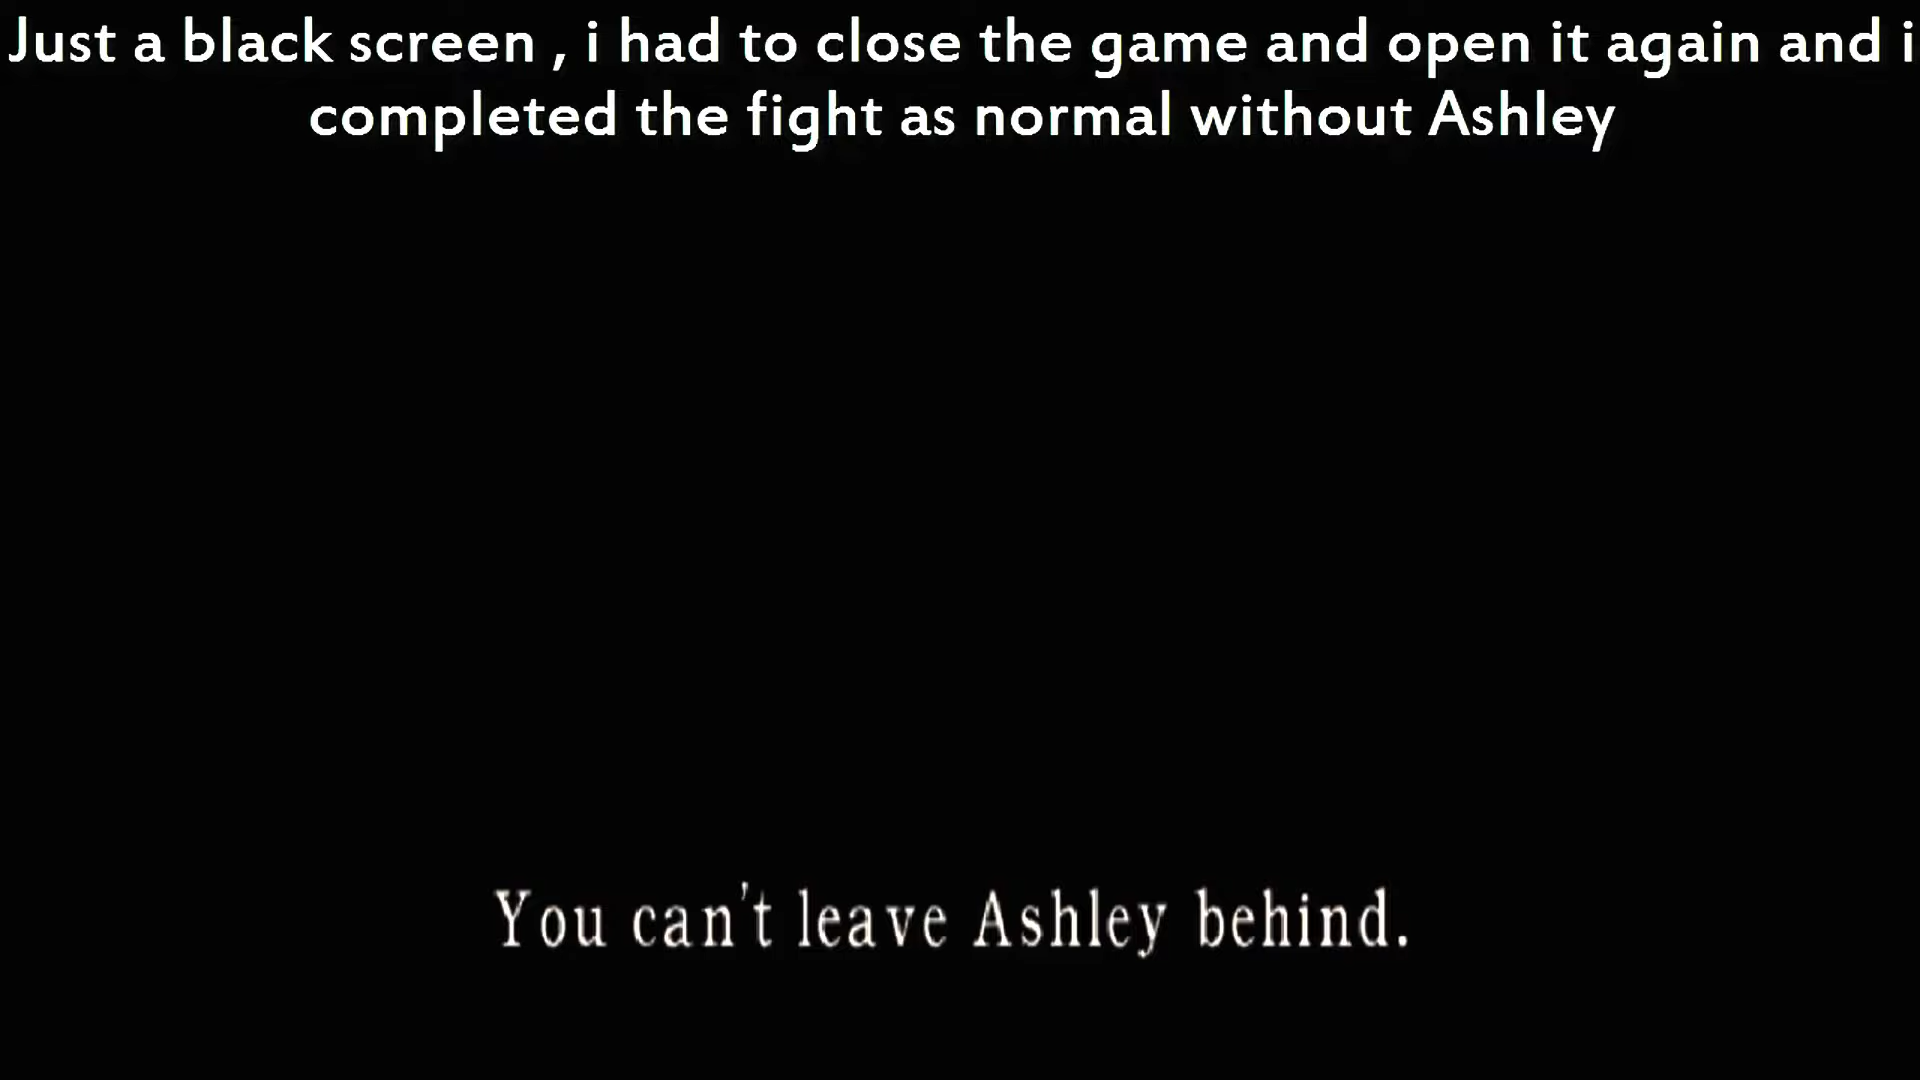 Just a black screen , i had to close the game and open it again and i
completed the fight as normal without Ashley
You can't leave Ashley behind.